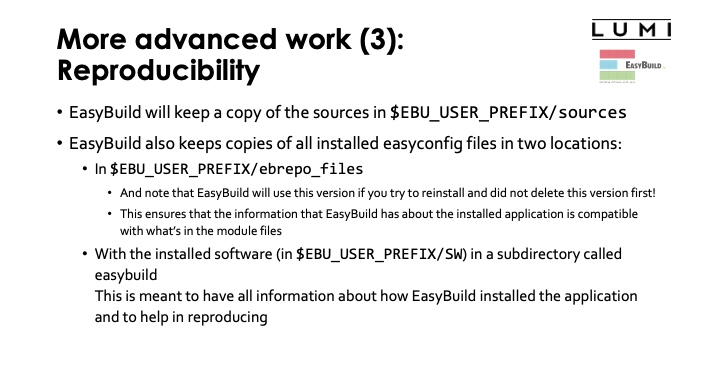 More advanced work (3):
Reproducibility
LUMI
EASYBUILD
• EasyBuild will keep a copy of the sources in $EBU_USER_PREFIX/sources
• EasyBuild also keeps copies of all installed easyconfig files in two locations:
• In $EBU_USER_PREFIX/ebrepo_files
• And note that EasyBuild will use this version if you try to reinstall and did not delete this version first!
• This ensures that the information that EasyBuild has about the installed application is compatible
with what's in the module files
• With the installed software (in $EBU_USER_PREFIX/SW) in a subdirectory called
easybuild
This is meant to have all information about how EasyBuild installed the application
and to help in reproducing